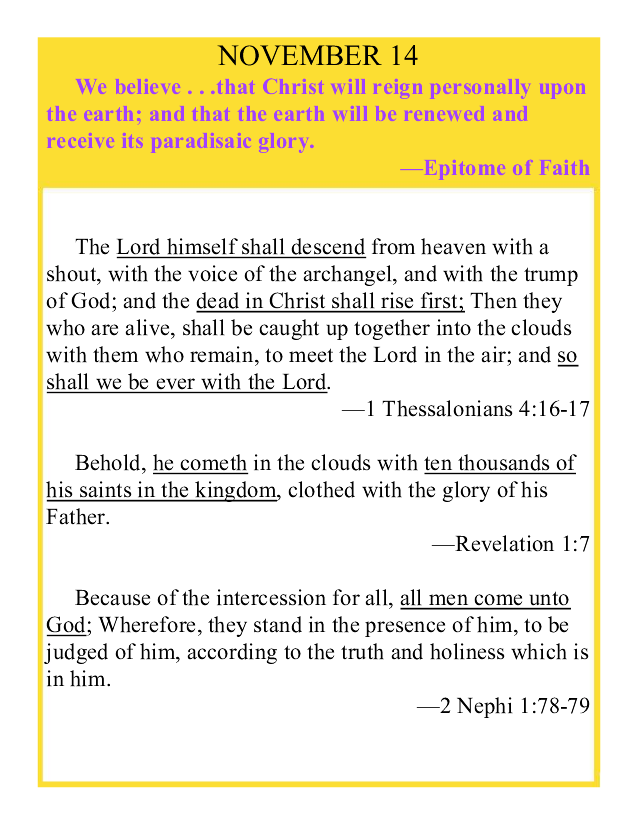 NOVEMBER 14
We believe . . .that Christ will reign personally upon
the earth; and that the earth will be renewed and
receive its paradisaic glory.
—Epitome of Faith
The Lord himself shall descend from heaven with a
shout, with the voice of the archangel, and with the trump
of God; and the dead in Christ shall rise first; Then they
who are alive, shall be caught up together into the clouds
with them who remain, to meet the Lord in the air; and so
shall we be ever with the Lord.
—1 Thessalonians 4:16-17
Behold, he cometh in the clouds with ten thousands of
his saints in the kingdom, clothed with the glory of his
Father.
—Revelation 1:7
Because of the intercession for all, all men come unto
God; Wherefore, they stand in the presence of him, to be
judged of him, according to the truth and holiness which is
in him.
—2 Nephi 1:78-79